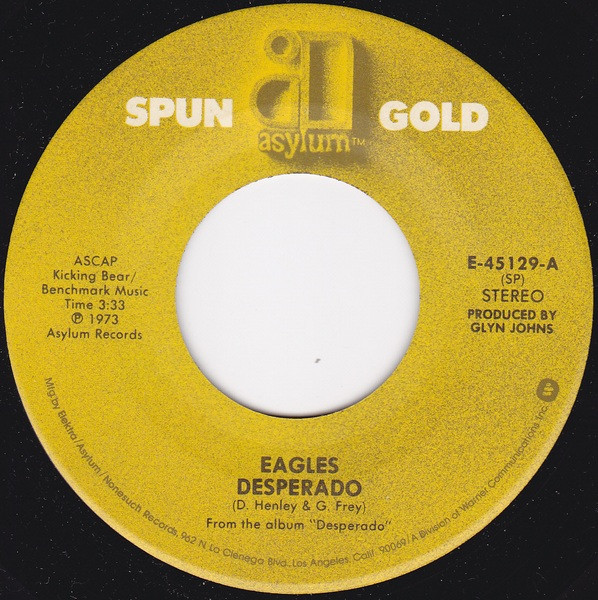 SPUN GOLD
asylum™
ASCAP
Kicking Bear/
Benchmark Music
Time 3:33
℗ 1973
Asylum Records
E-45129-A
(SP)
STEREO
PRODUCED BY
GLYN JOHNS
EAGLES
DESPERADO
(D. Henley & G. Frey)
From the album "Desperado"
Mfg. by Elektra/Asylum/Nonesuch Records, 962 N. La Cienega Blvd., Los Angeles, Calif. 90069/A Division of Warner Communications Inc.